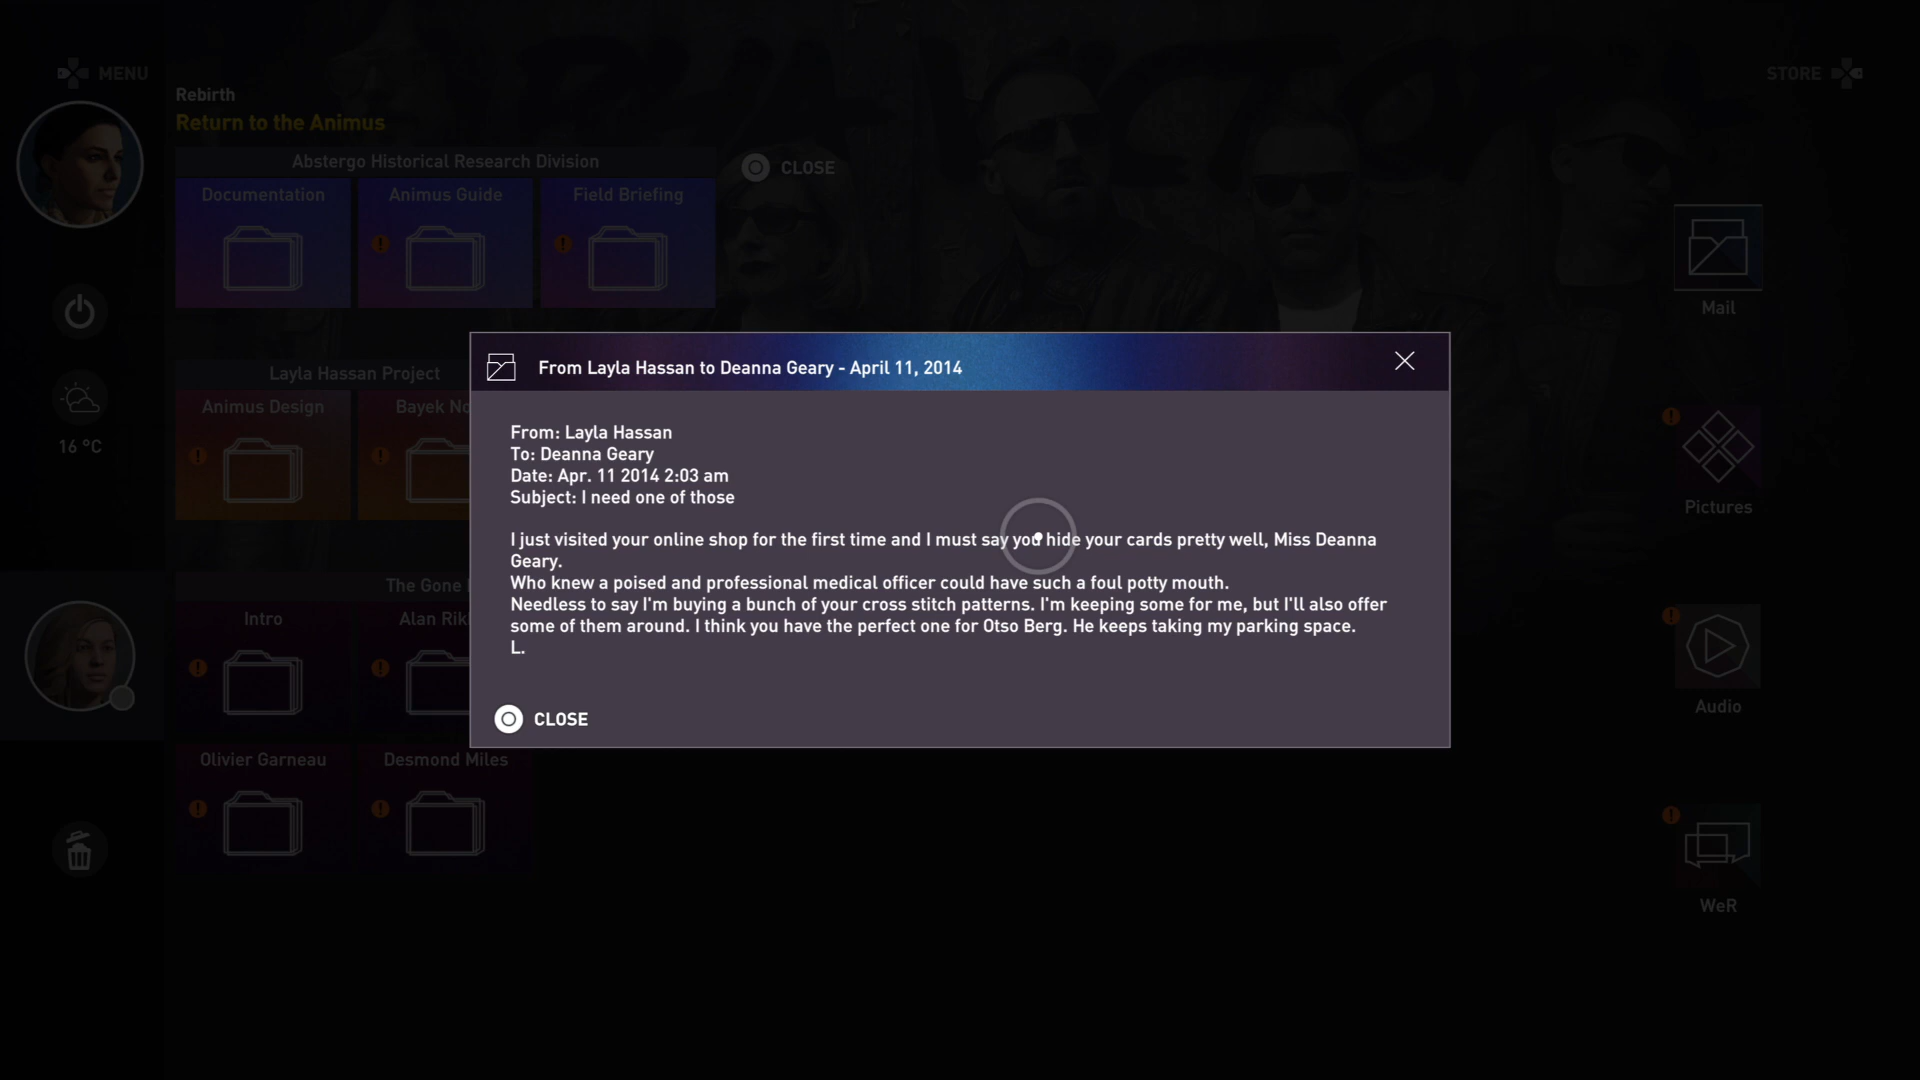 MENU
STORE
Rebirth
Return to the Animus
Abstergo Historical Research Division
CLOSE
Documentation
Animus Guide
Field Briefing
Mail
From Layla Hassan to Deanna Geary - April 11, 2014
Layla Hassan Project
Animus Design
Bayek No
16 °C
From: Layla Hassan
To: Deanna Geary
Date: Apr. 11 2014 2:03 am
Subject: I need one of those
Pictures
I just visited your online shop for the first time and I must say you hide your cards pretty well, Miss Deanna
Geary.
Who knew a poised and professional medical officer could have such a foul potty mouth.
Needless to say I'm buying a bunch of your cross stitch patterns. I'm keeping some for me, but I'll also offer
some of them around. I think you have the perfect one for Otso Berg. He keeps taking my parking space.
L.
The Gone
Intro
Alan Rik
Audio
CLOSE
Olivier Garneau
Desmond Miles
WeR